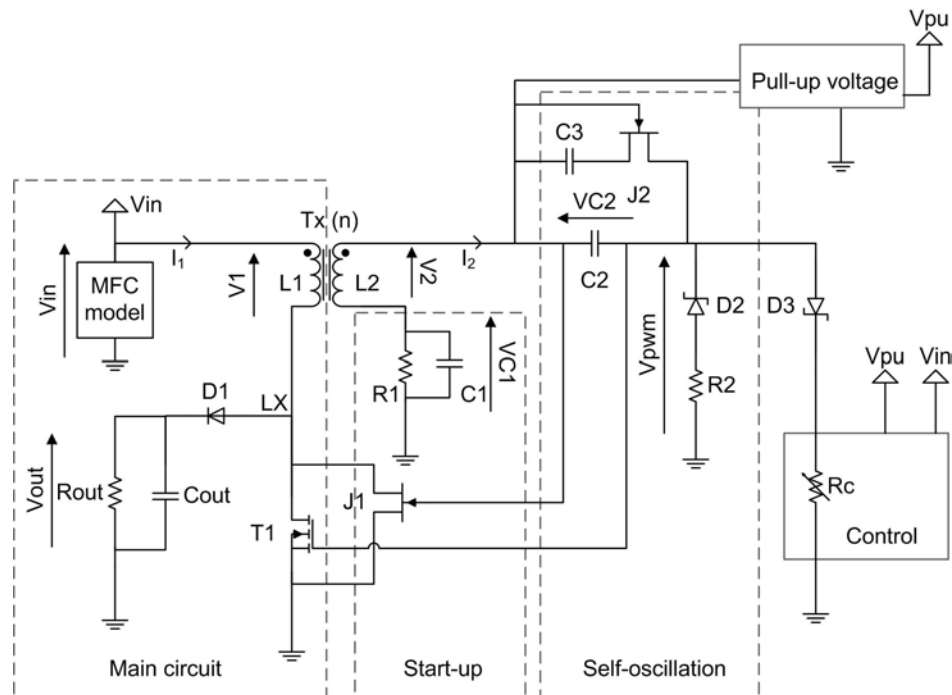 Vpu
Pull-up voltage
C3
J2
VC2
C2
Vin
Tx (n)
I1
I2
MFC
model
Vin
V1
L1
L2
V2
Vpwm
D2
D3
R2
Vpu
Vin
VC1
R1
C1
D1
LX
Vout
Rout
Cout
J1
T1
Rc
Control
Main circuit
Start-up
Self-oscillation